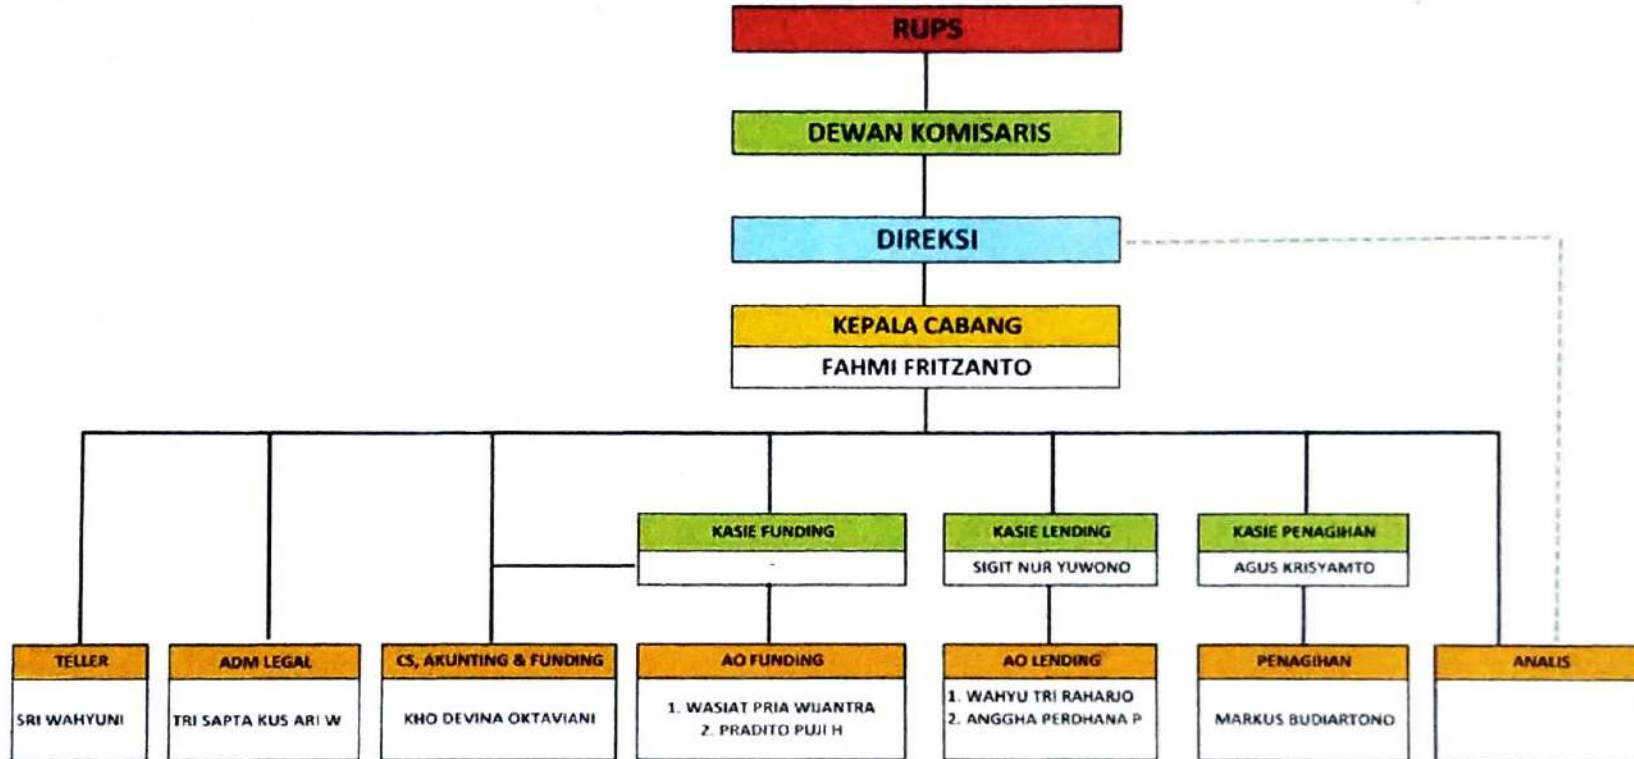 RUPS
DEWAN KOMISARIS
DIREKSI
KEPALA CABANG
FAHMI FRITZANTO
KASIE FUNDING
-
KASIE LENDING
SIGIT NUR YUWONO
KASIE PENAGIHAN
AGUS KRISYAMTO
TELLER
SRI WAHYUNI
ADM LEGAL
TRI SAPTA KUS ARI W
CS, AKUNTING & FUNDING
KHO DEVINA OKTAVIANI
AO FUNDING
1. WASIAT PRIA WIJANTRA
2. PRADITO PUJI H
AO LENDING
1. WAHYU TRI RAHARJO
2. ANGGHA PERDHANA P
PENAGIHAN
MARKUS BUDIARTONO
ANALIS